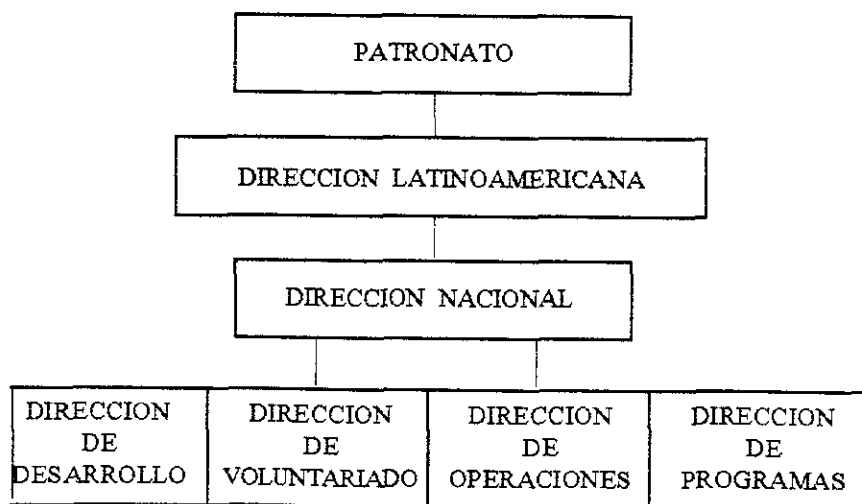 PATRONATO
DIRECCION LATINOAMERICANA
DIRECCION NACIONAL
DIRECCION
DE
DESARROLLO
DIRECCION
DE
VOLUNTARIADO
DIRECCION
DE
OPERACIONES
DIRECCION
DE
PROGRAMAS